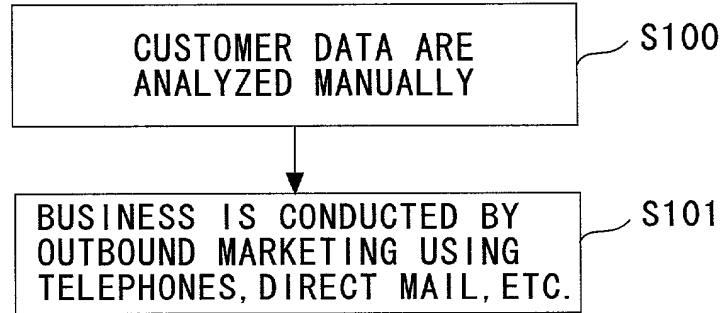 CUSTOMER DATA ARE
ANALYZED MANUALLY
S100
BUSINESS IS CONDUCTED BY
OUTBOUND MARKETING USING
TELEPHONES, DIRECT MAIL, ETC.
S101